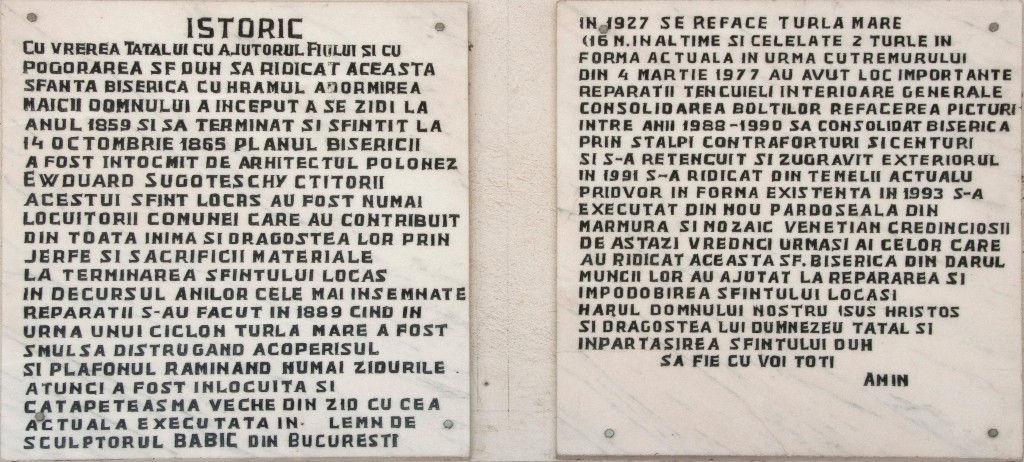 ISTORIC
CU VREREA TATALUI CU AJUTORUL FIULUI SI CU
POGORAREA SF DUH SA RIDICAT ACEASTA
SFANTA BISERICA CU HRAMUL ADORMIREA
MAICII DOMNULUI A INCEPUT A SE ZIDI LA
ANUL 1859 SI SA TERMINAT SI SFINTIT LA
14 OCTOMBRIE 1865 PLANUL BISERICII
A FOST INTOCMIT DE ARHITECTUL POLONEZ
EWDUARD SUGOTESCHY CTITORII
ACESTUI SFINT LOCAS AU FOST NUMAI
LOCUITORII COMUNEI CARE AU CONTRIBUIT
DIN TOATA INIMA SI DRAGOSTEA LOR PRIN
JERFE SI SACRIFICII MATERIALE
LA TERMINAREA SFINTULUI LOCAS
IN DECURSUL ANILOR CELE MAI INSEMNATE
REPARATII S-AU FACUT IN 1889 CIND IN
URMA UNUI CICLON TURLA MARE A FOST
SMULSA DISTRUGAND ACOPERISUL
SI PLAFONUL RAMINAND NUMAI ZIDURILE
ATUNCI A FOST INLOCUITA SI
CATAPETEASMA VECHE DIN ZID CU CEA
ACTUALA EXECUTATA IN LEMN DE
SCULPTORUL BABIC DIN BUCURESTI
IN 1927 SE REFACE TURLA MARE
(16 M. INALTIME SI CELELATE 2 TURLE IN
FORMA ACTUALA IN URMA CUTREMURULUI
DIN 4 MARTIE 1977 AU AVUT LOC IMPORTANTE
REPARATII TENCUIELI INTERIOARE GENERALE
CONSOLIDAREA BOLTILOR REFACEREA PICTURI
INTRE ANII 1988-1990 SA CONSOLIDAT BISERICA
PRIN STALPI CONTRAFORTURI SI CENTURI
SI S-A RETENCUIT SI ZUGRAVIT EXTERIORUL
IN 1991 S-A RIDICAT DIN TEMELII ACTUALU
PRIDVOR IN FORMA EXISTENTA IN 1993 S-A
EXECUTAT DIN NOU PARDOSEALA DIN
MARMURA SI MOZAIC VENETIAN CREDINCIOSII
DE ASTAZI VREDNCI URMASI AI CELOR CARE
AU RIDICAT ACEASTA SF. BISERICA DIN DARUL
MUNCII LOR AU AJUTAT LA REPARAREA SI
IMPODOBIREA SFINTULUI LOCASI
HARUL DOMNULUI NOSTRU ISUS HRISTOS
SI DRAGOSTEA LUI DUMNEZEU TATAL SI
INPARTASIREA SFINTULUI DUH
SA FIE CU VOI TOTI
AMIN